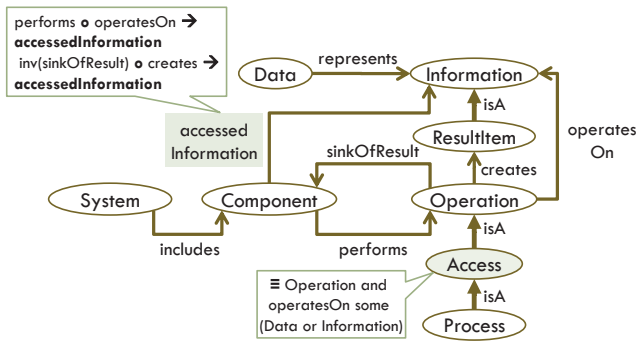 performs o operatesOn ➔
accessedInformation
inv(sinkOfResult) o creates ➔
accessedInformation
represents
Data
Information
isA
accessed
Information
ResultItem
operates
On
sinkOfResult
creates
System
Component
Operation
includes
performs
isA
Access
≡ Operation and
operatesOn some
(Data or Information)
isA
Process